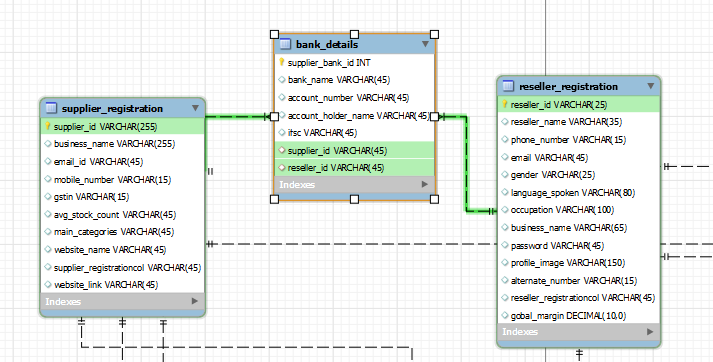 bank_details
supplier_bank_id INT
bank_name VARCHAR(45)
account_number VARCHAR(45)
account_holder_name VARCHAR(45)
ifsc VARCHAR(45)
supplier_id VARCHAR(45)
reseller_id VARCHAR(45)
Indexes
supplier_registration
supplier_id VARCHAR(255)
business_name VARCHAR(255)
email_id VARCHAR(45)
mobile_number VARCHAR(15)
gstin VARCHAR(15)
avg_stock_count VARCHAR(45)
main_categories VARCHAR(45)
website_name VARCHAR(45)
supplier_registrationcol VARCHAR(45)
website_link VARCHAR(45)
Indexes
reseller_registration
reseller_id VARCHAR(25)
reseller_name VARCHAR(35)
phone_number VARCHAR(15)
email VARCHAR(45)
gender VARCHAR(25)
language_spoken VARCHAR(80)
occupation VARCHAR(100)
business_name VARCHAR(65)
password VARCHAR(45)
profile_image VARCHAR(150)
alternate_number VARCHAR(15)
reseller_registrationcol VARCHAR(45)
gobal_margin DECIMAL(10,0)
Indexes